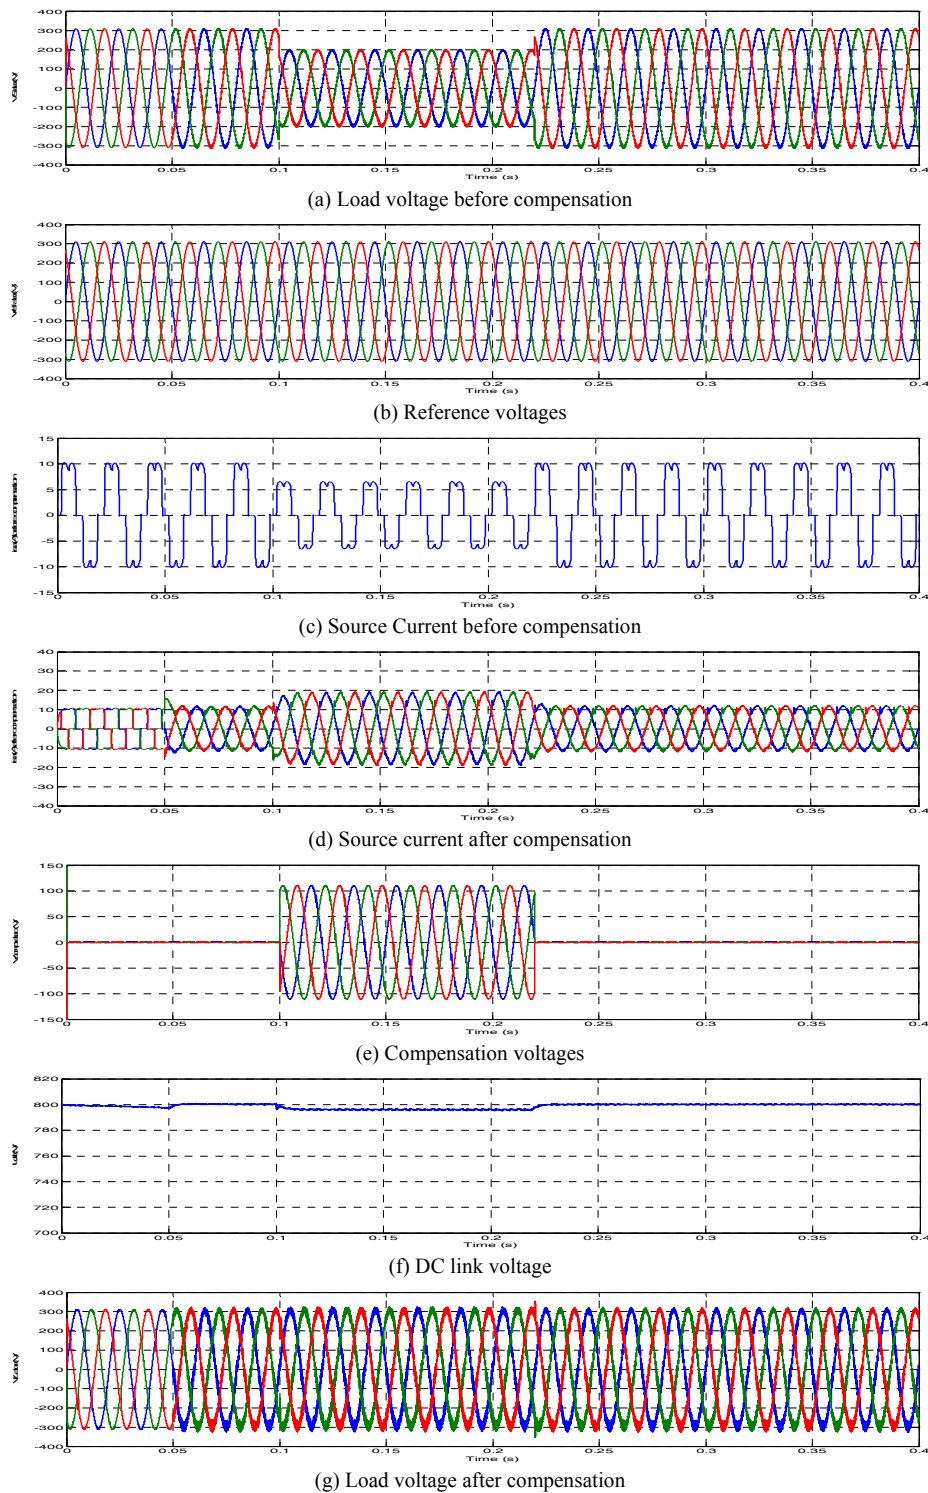 400
300
200
100
0
-100
-200
-300
-400
0 0.05 0.1 0.15 0.2 0.25 0.3 0.35 0.4
Time (s)
(a) Load voltage before compensation
400
300
200
100
0
-100
-200
-300
-400
0 0.05 0.1 0.15 0.2 0.25 0.3 0.35 0.4
Time (s)
(b) Reference voltages
15
10
5
0
-5
-10
-15
0 0.05 0.1 0.15 0.2 0.25 0.3 0.35 0.4
Time (s)
(c) Source Current before compensation
40
30
20
10
0
-10
-20
-30
-40
0 0.05 0.1 0.15 0.2 0.25 0.3 0.35 0.4
Time (s)
(d) Source current after compensation
150
100
50
0
-50
-100
-150
0 0.05 0.1 0.15 0.2 0.25 0.3 0.35 0.4
Time (s)
(e) Compensation voltages
820
800
780
760
740
720
700
0 0.05 0.1 0.15 0.2 0.25 0.3 0.35 0.4
Time (s)
(f) DC link voltage
400
300
200
100
0
-100
-200
-300
-400
0 0.05 0.1 0.15 0.2 0.25 0.3 0.35 0.4
Time (s)
(g) Load voltage after compensation